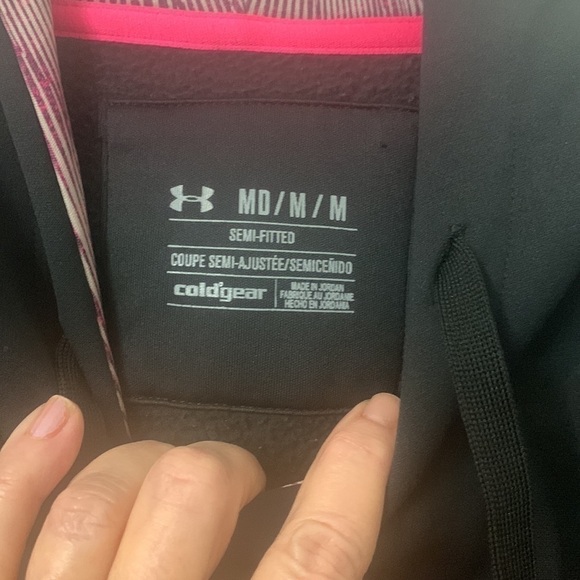 MD/M/M
SEMI-FITTED
COUPE SEMI-AJUSTÉE/SEMICEÑIDO
coldgear
MADE IN JORDAN
FABRIQUÉ AU JORDANIE
HECHO EN JORDANIA